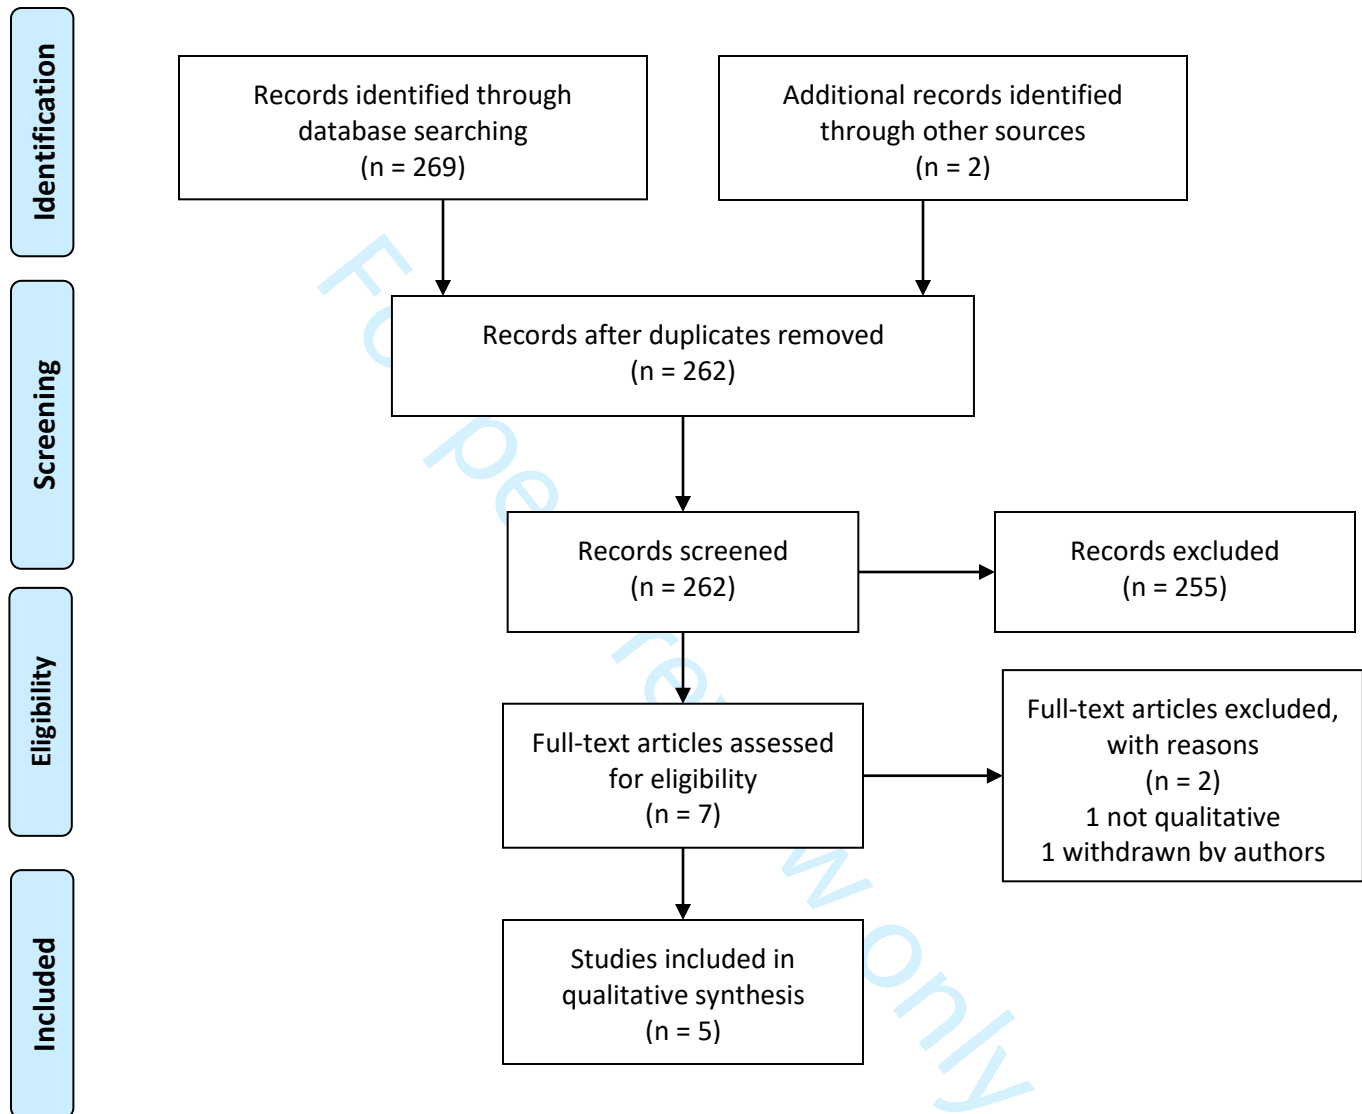 Identification
Records identified through
database searching
(n = 269)
Additional records identified
through other sources
(n = 2)
Screening
Records after duplicates removed
(n = 262)
Records screened
(n = 262)
Records excluded
(n = 255)
Eligibility
Full-text articles assessed
for eligibility
(n = 7)
Full-text articles excluded,
with reasons
(n = 2)
1 not qualitative
1 withdrawn by authors
Included
Studies included in
qualitative synthesis
(n = 5)
For peer review only